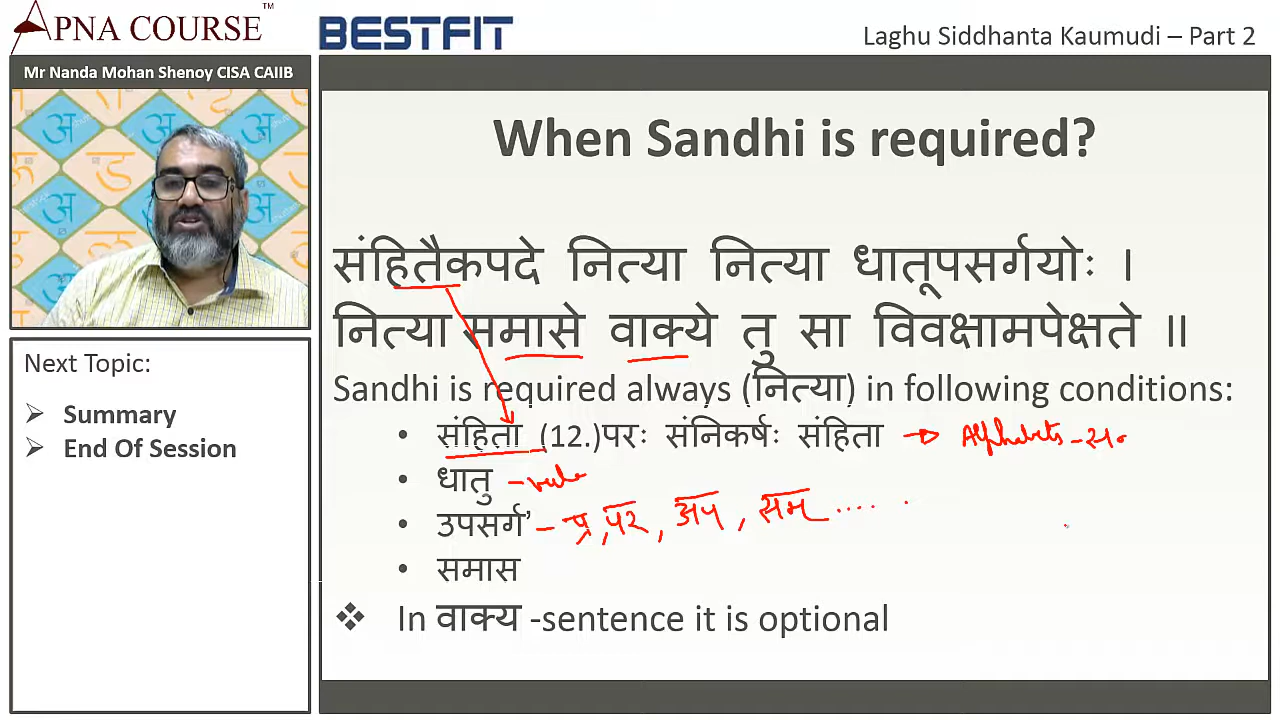 APNA COURSE™
BESTFIT
Laghu Siddhanta Kaumudi – Part 2
Mr Nanda Mohan Shenoy CISA CAIIB
When Sandhi is required?
संहितैकपदे नित्या नित्या धातूपसर्गयोः ।
नित्या समासे वाक्ये तु सा विवक्षामपेक्षते ॥
Sandhi is required always (नित्या) in following conditions:
• संहिता (12.)परः संनिकर्षः संहिता → Alphabets -
• धातु –
• उपसर्ग’ – प्र, पर, अप, सम ....
• समास
❖ In वाक्य -sentence it is optional
Next Topic:
➢ Summary
➢ End Of Session